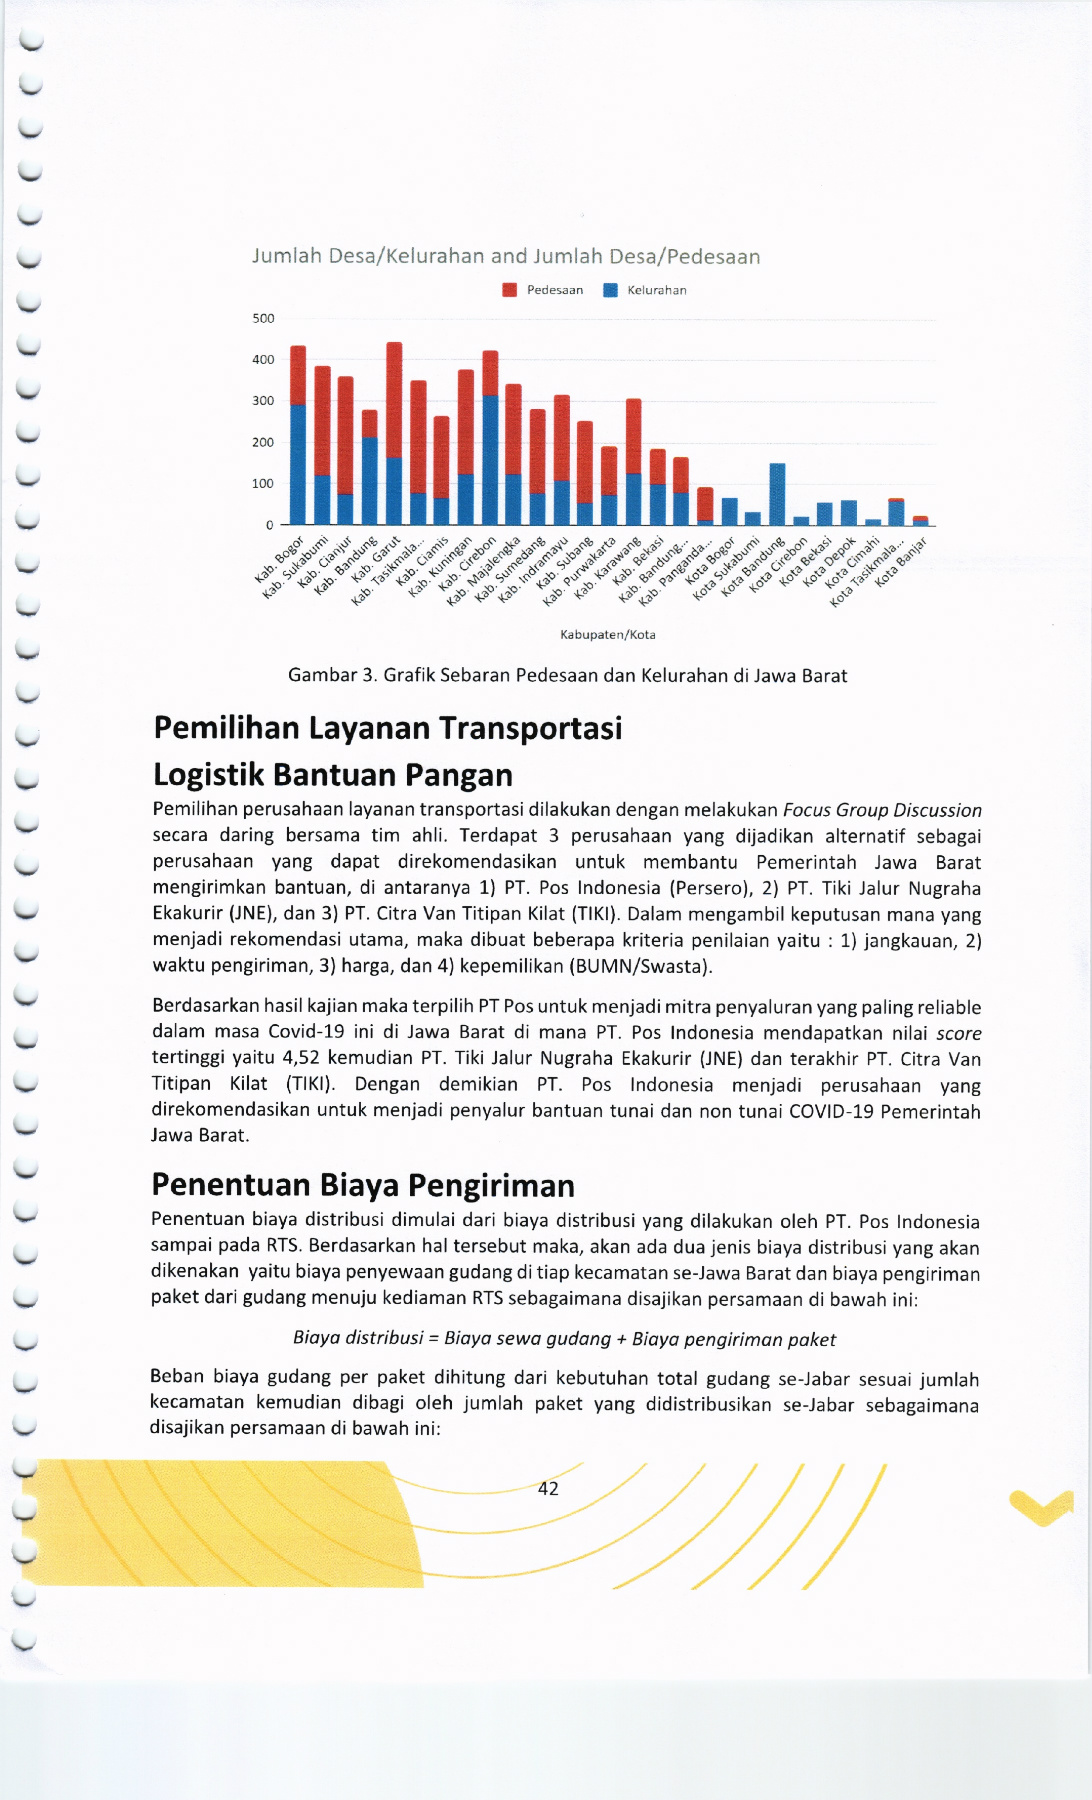 Jumlah Desa/Kelurahan and Jumlah Desa/Pedesaan
Pedesaan Kelurahan
500
400
300
200
100
0
Kab. Bogor
Kab. Sukabumi
Kab. Cianjur
Kab. Bandung
Kab. Garut
Kab. Tasikmala...
Kab. Ciamis
Kab. Kuningan
Kab. Cirebon
Kab. Majalengka
Kab. Sumedang
Kab. Indramayu
Kab. Subang
Kab. Purwakarta
Kab. Karawang
Kab. Bekasi
Kab. Bandung...
Kab. Panganda...
Kota Bogor
Kota Sukabumi
Kota Bandung
Kota Cirebon
Kota Bekasi
Kota Depok
Kota Cimahi
Kota Tasikmala...
Kota Banjar
Kabupaten/Kota
Gambar 3. Grafik Sebaran Pedesaan dan Kelurahan di Jawa Barat
Pemilihan Layanan Transportasi
Logistik Bantuan Pangan
Pemilihan perusahaan layanan transportasi dilakukan dengan melakukan Focus Group Discussion
secara daring bersama tim ahli. Terdapat 3 perusahaan yang dijadikan alternatif sebagai
perusahaan yang dapat direkomendasikan untuk membantu Pemerintah Jawa Barat
mengirimkan bantuan, di antaranya 1) PT. Pos Indonesia (Persero), 2) PT. Tiki Jalur Nugraha
Ekakurir (JNE), dan 3) PT. Citra Van Titipan Kilat (TIKI). Dalam mengambil keputusan mana yang
menjadi rekomendasi utama, maka dibuat beberapa kriteria penilaian yaitu : 1) jangkauan, 2)
waktu pengiriman, 3) harga, dan 4) kepemilikan (BUMN/Swasta).
Berdasarkan hasil kajian maka terpilih PT Pos untuk menjadi mitra penyaluran yang paling reliable
dalam masa Covid-19 ini di Jawa Barat di mana PT. Pos Indonesia mendapatkan nilai score
tertinggi yaitu 4,52 kemudian PT. Tiki Jalur Nugraha Ekakurir (JNE) dan terakhir PT. Citra Van
Titipan Kilat (TIKI). Dengan demikian PT. Pos Indonesia menjadi perusahaan yang
direkomendasikan untuk menjadi penyalur bantuan tunai dan non tunai COVID-19 Pemerintah
Jawa Barat.
Penentuan Biaya Pengiriman
Penentuan biaya distribusi dimulai dari biaya distribusi yang dilakukan oleh PT. Pos Indonesia
sampai pada RTS. Berdasarkan hal tersebut maka, akan ada dua jenis biaya distribusi yang akan
dikenakan yaitu biaya penyewaan gudang di tiap kecamatan se-Jawa Barat dan biaya pengiriman
paket dari gudang menuju kediaman RTS sebagaimana disajikan persamaan di bawah ini:
Biaya distribusi = Biaya sewa gudang + Biaya pengiriman paket
Beban biaya gudang per paket dihitung dari kebutuhan total gudang se-Jabar sesuai jumlah
kecamatan kemudian dibagi oleh jumlah paket yang didistribusikan se-Jabar sebagaimana
disajikan persamaan di bawah ini:
42